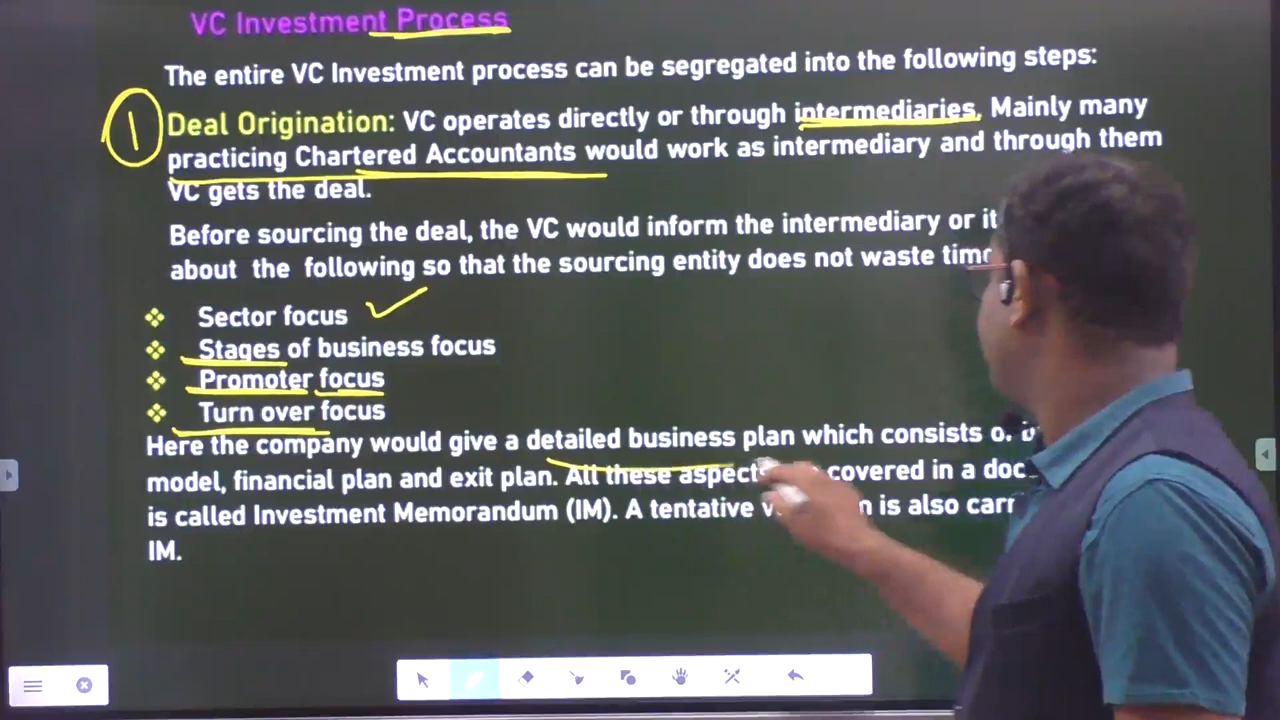 VC Investment Process
The entire VC Investment process can be segregated into the following steps:
1
Deal Origination: VC operates directly or through intermediaries. Mainly many
practicing Chartered Accountants would work as intermediary and through them
VC gets the deal.
Before sourcing the deal, the VC would inform the intermediary or it
about the following so that the sourcing entity does not waste
Sector focus
Stages of business focus
Promoter focus
Turn over focus
Here the company would give a detailed business plan which consists
model, financial plan and exit plan. All these covered in a
is called Investment Memorandum (IM). A tentative is also
IM.